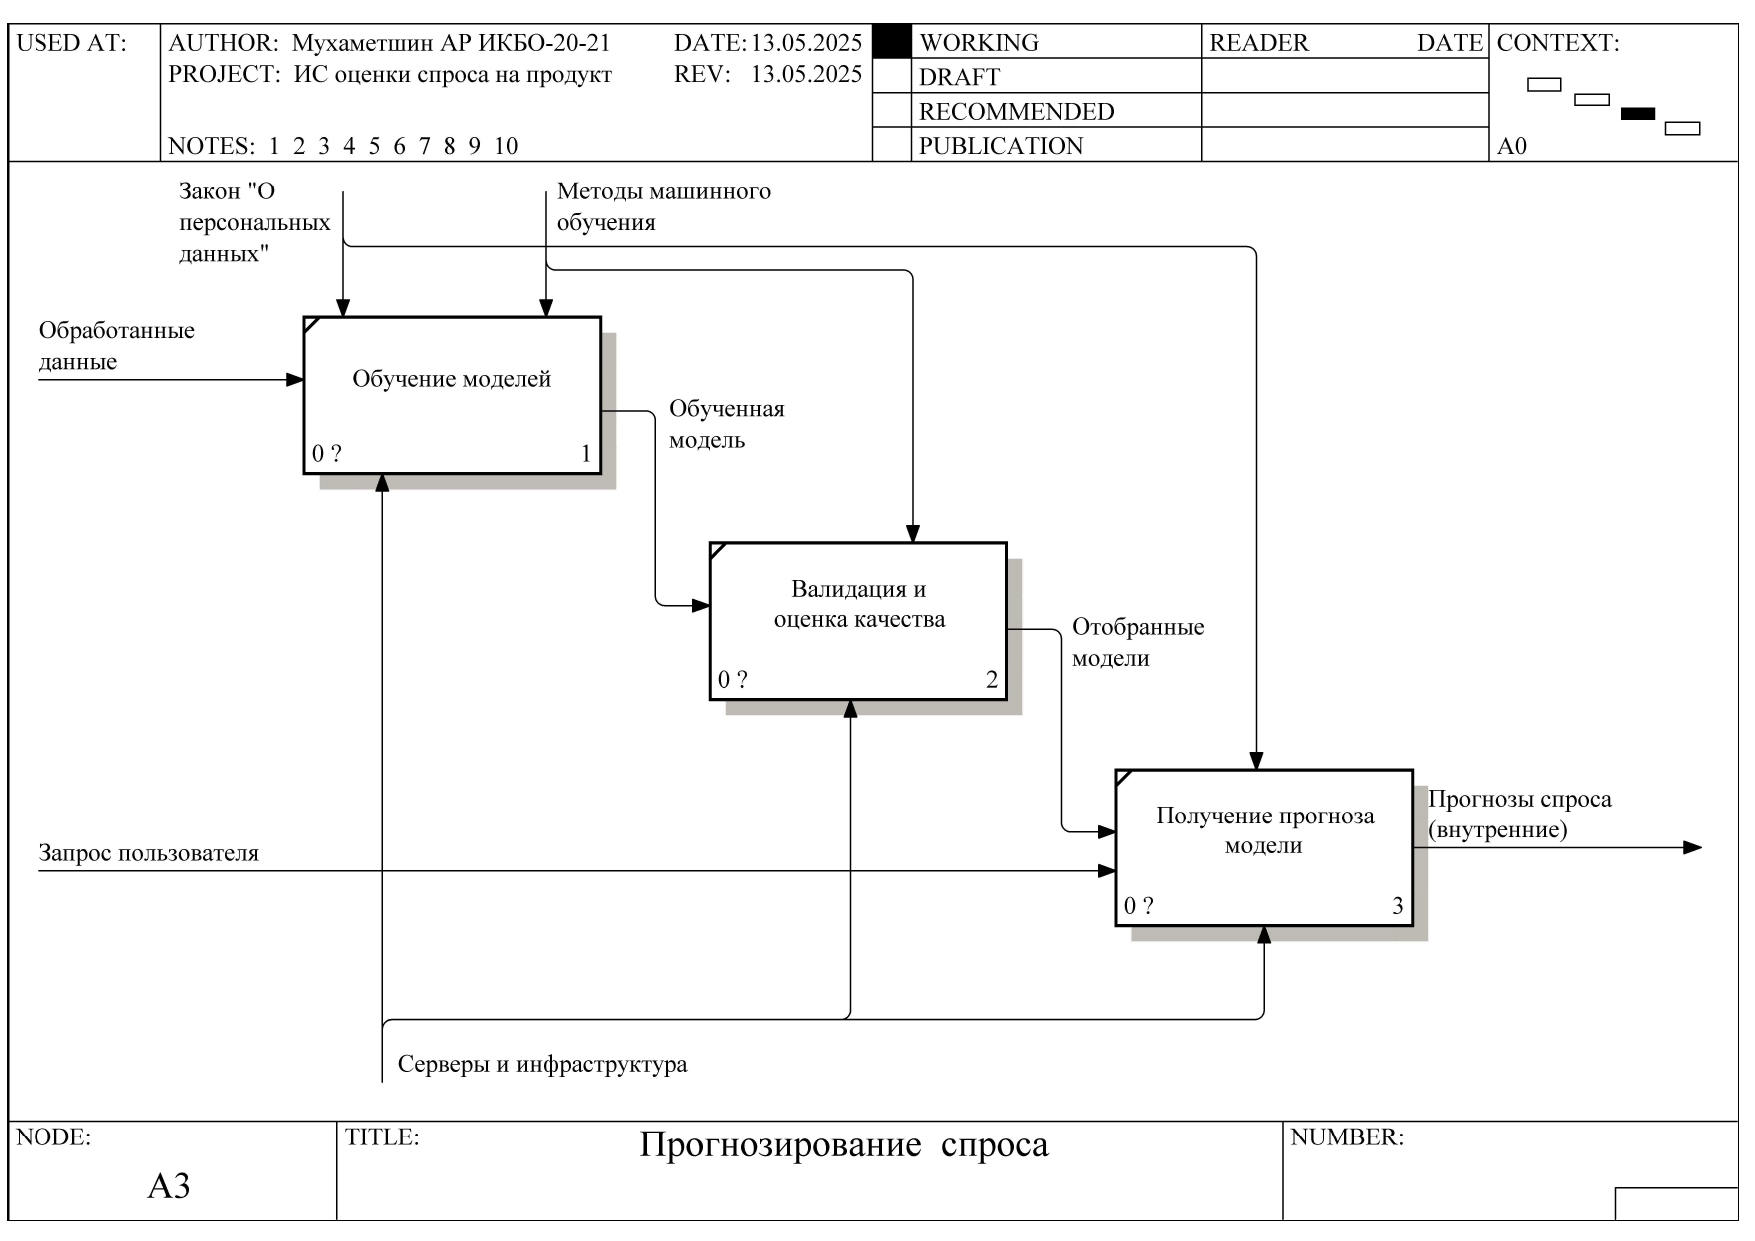 USED AT:
AUTHOR: Мухаметшин АР ИКБО-20-21
DATE: 13.05.2025
PROJECT: ИС оценки спроса на продукт
REV: 13.05.2025
NOTES: 1 2 3 4 5 6 7 8 9 10
WORKING
DRAFT
RECOMMENDED
PUBLICATION
READER DATE
CONTEXT:
A0
Закон "О
персональных
данных"
Методы машинного
обучения
Обработанные
данные
Обучение моделей
0 ? 1
Обученная
модель
Валидация и
оценка качества
0 ? 2
Отобранные
модели
Получение прогноза
модели
0 ? 3
Прогнозы спроса
(внутренние)
Запрос пользователя
Серверы и инфраструктура
NODE:
A3
TITLE:
Прогнозирование спроса
NUMBER: